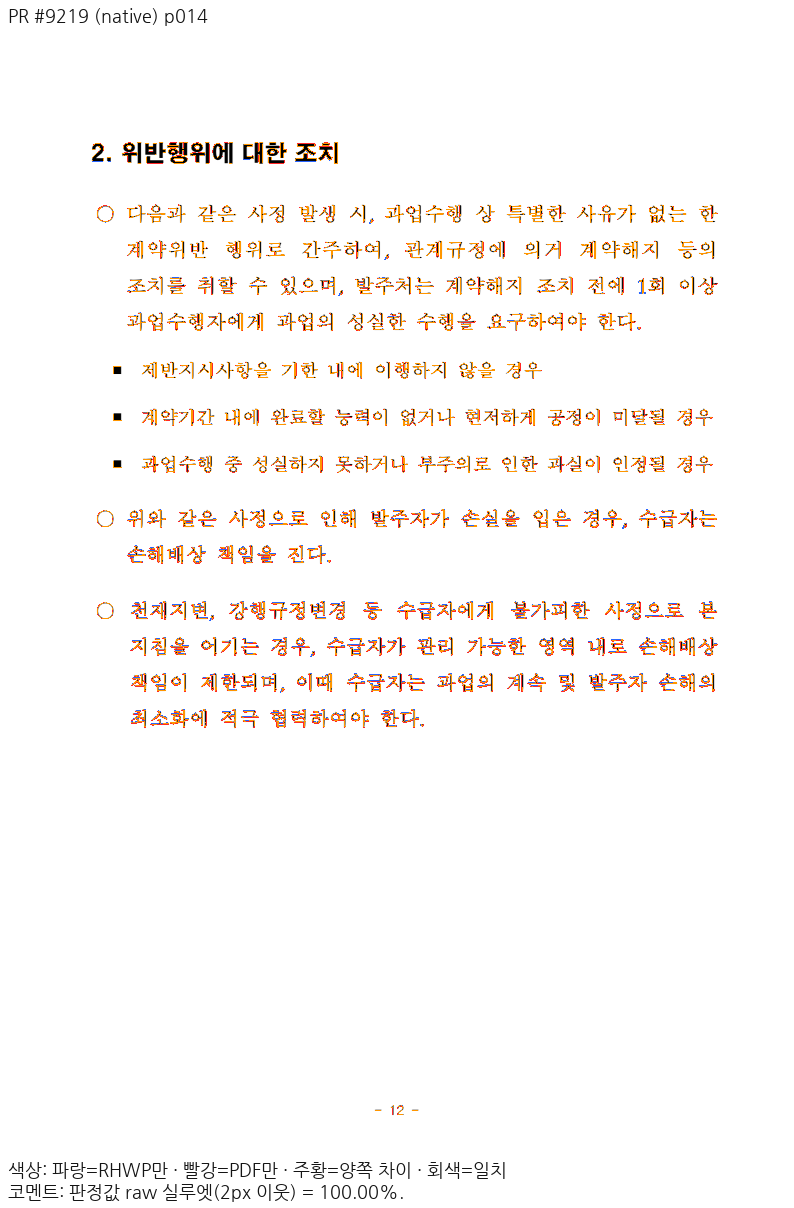 PR #9219 (native) p014
2. 위반행위에 대한 조치
○ 다음과 같은 사정 발생 시, 과업수행 상 특별한 사유가 없는 한
계약위반 행위로 간주하여, 관계규정에 의거 계약해지 등의
조치를 취할 수 있으며, 발주처는 계약해지 조치 전에 1회 이상
과업수행자에게 과업의 성실한 수행을 요구하여야 한다.
▪ 제반지시사항을 기한 내에 이행하지 않을 경우
▪ 계약기간 내에 완료할 능력이 없거나 현저하게 공정이 미달될 경우
▪ 과업수행 중 성실하지 못하거나 부주의로 인한 과실이 인정될 경우
○ 위와 같은 사정으로 인해 발주자가 손실을 입은 경우, 수급자는
손해배상 책임을 진다.
○ 천재지변, 강행규정변경 등 수급자에게 불가피한 사정으로 본
지침을 어기는 경우, 수급자가 관리 가능한 영역 내로 손해배상
책임이 제한되며, 이때 수급자는 과업의 계속 및 발주자 손해의
최소화에 적극 협력하여야 한다.
- 12 -
색상: 파랑=RHWP만 · 빨강=PDF만 · 주황=양쪽 차이 · 회색=일치
코멘트: 판정값 raw 실루엣(2px 이웃) = 100.00%.